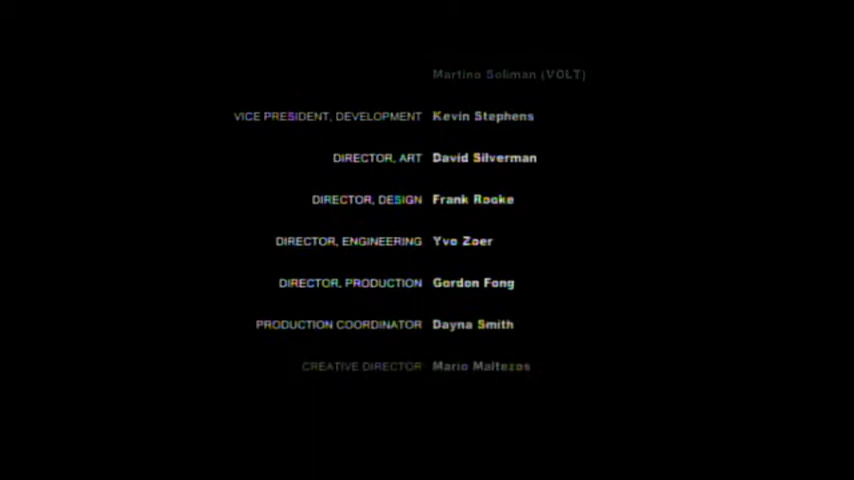 Martino Soliman (VOLT)
VICE PRESIDENT, DEVELOPMENT Kevin Stephens
DIRECTOR, ART David Silverman
DIRECTOR, DESIGN Frank Rooke
DIRECTOR, ENGINEERING Yvo Zoer
DIRECTOR, PRODUCTION Gordon Fong
PRODUCTION COORDINATOR Dayna Smith
CREATIVE DIRECTOR Mario Maltezos